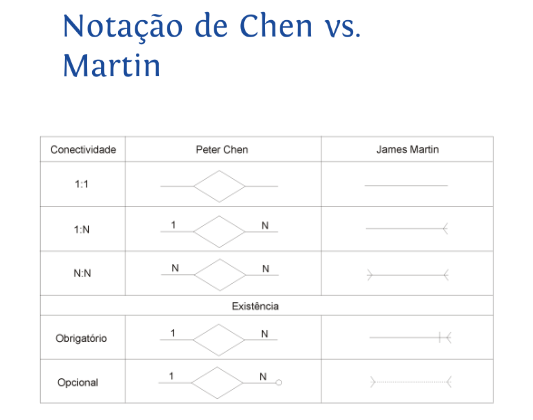 Notação de Chen vs.
Martin
Conectividade Peter Chen James Martin
1:1
1:N 1 N
N:N N N
Existência
Obrigatório 1 N
Opcional 1 N